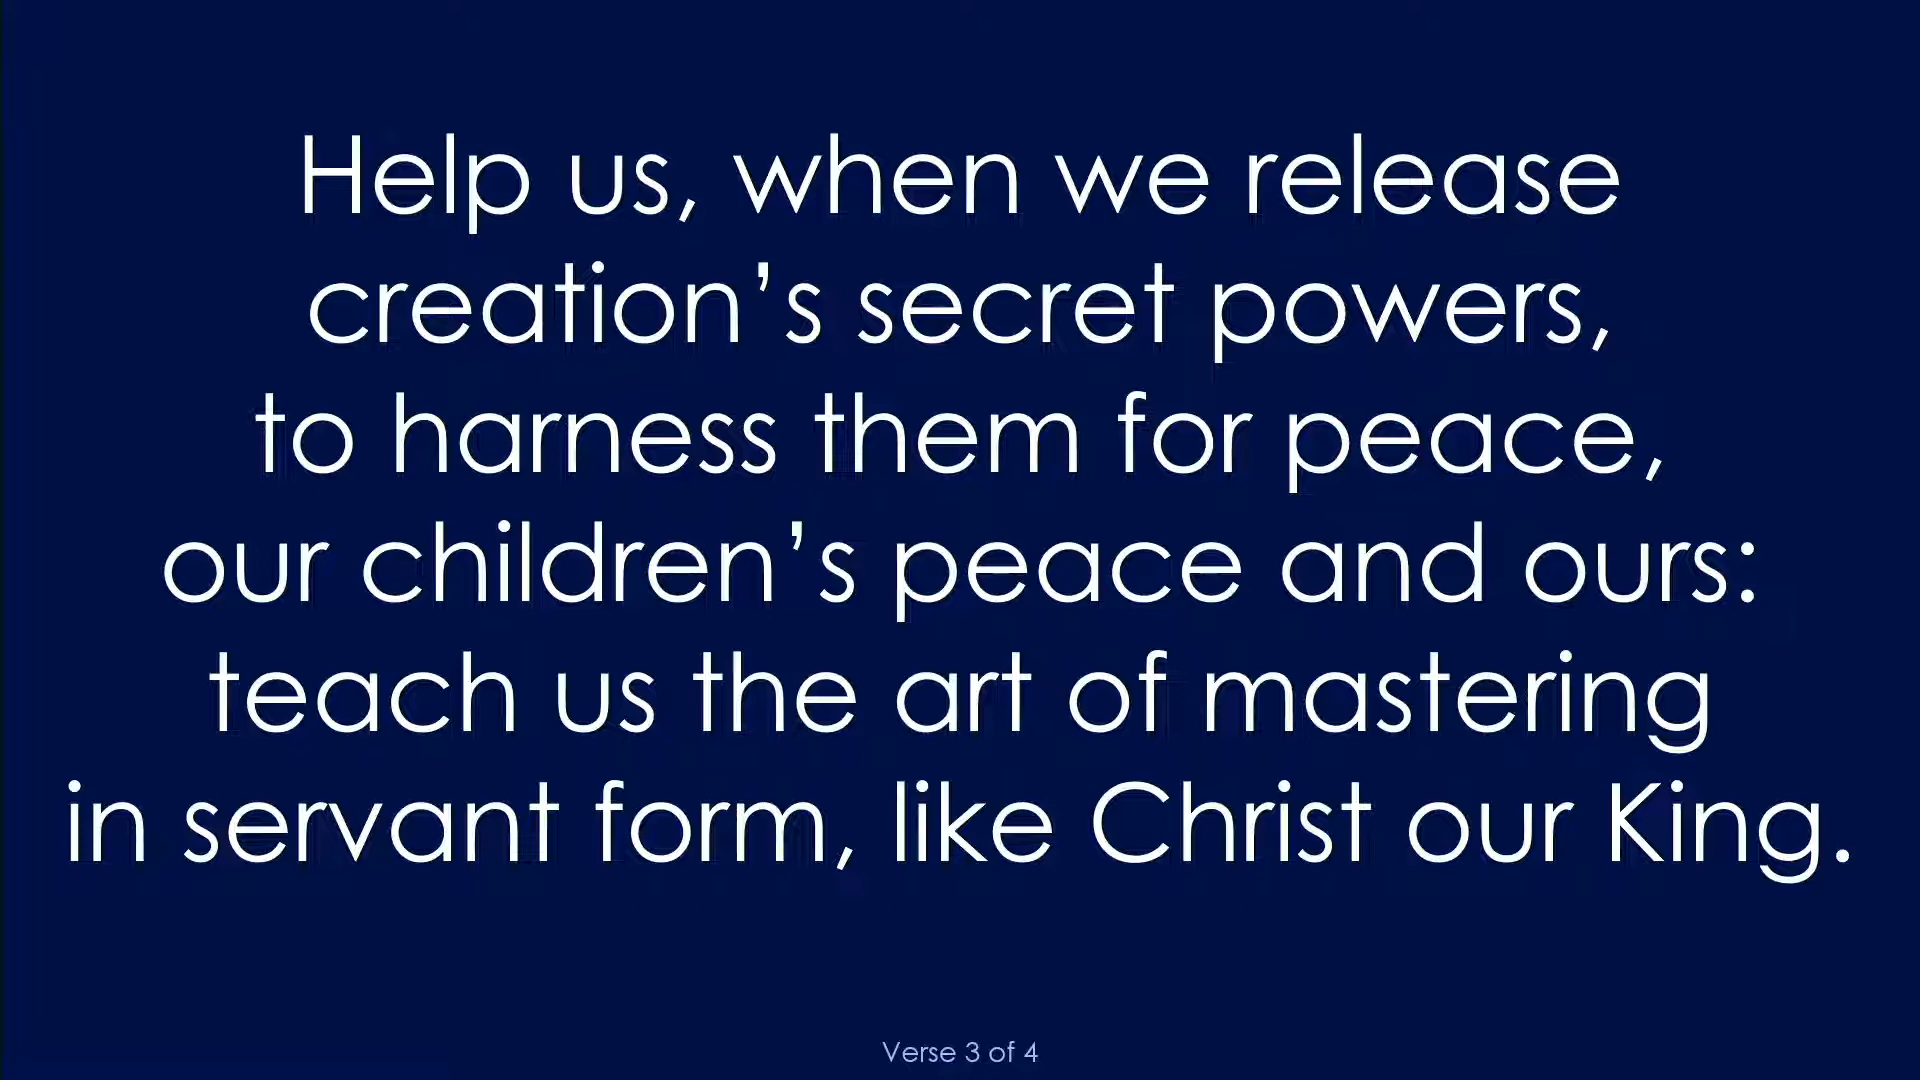 Help us, when we release
creation’s secret powers,
to harness them for peace,
our children’s peace and ours:
teach us the art of mastering
in servant form, like Christ our King.
Verse 3 of 4